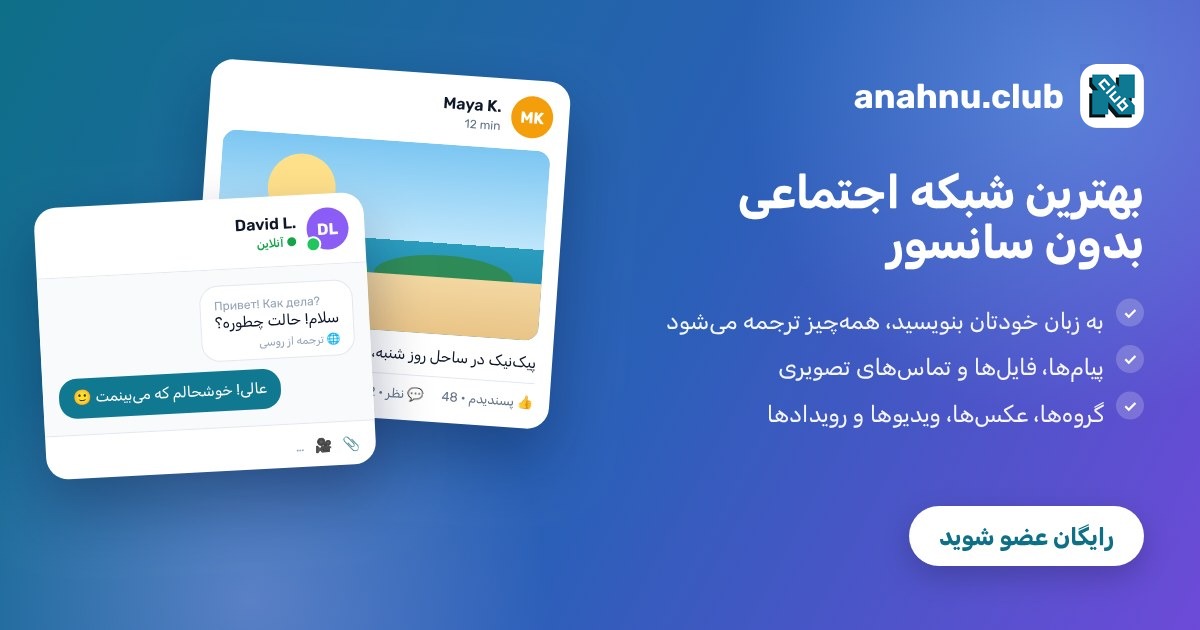 anahnu.club
club
بهترین شبکه اجتماعی
بدون سانسور
به زبان خودتان بنویسید، همه‌چیز ترجمه می‌شود
پیام‌ها، فایل‌ها و تماس‌های تصویری
گروه‌ها، عکس‌ها، ویدیوها و رویدادها
رایگان عضو شوید
Maya K.
MK
12 min
پیک‌نیک در ساحل روز شنبه،
👍 پسندیدم • 48 💬 نظر •
David L.
DL
آنلاین
Привет! Как дела?
سلام! حالت چطوره؟
🌐 ترجمه از روسی
عالی! خوشحالم که می‌بینمت 🙂
...